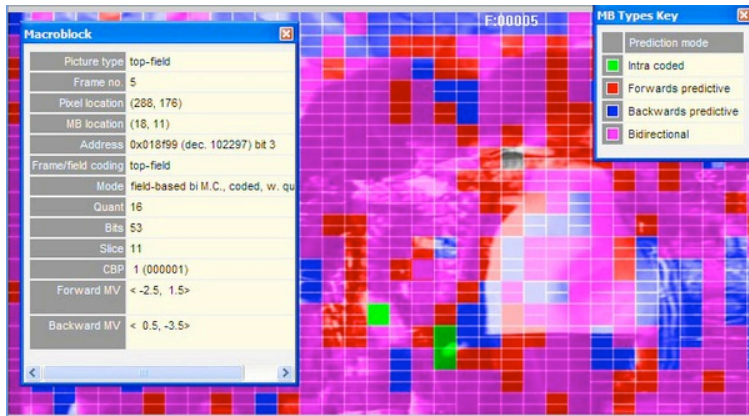 F:00005
Macroblock
Picture type top-field
Frame no. 5
Pixel location (288, 176)
MB location (18, 11)
Address 0x018f99 (dec. 102297) bit 3
Frame/field coding top-field
Mode field-based bi M.C., coded, w. qu
Quant 16
Bits 53
Slice 11
CBP 1 (000001)
Forward MV < -2.5, 1.5>
Backward MV < 0.5, -3.5>
MB Types Key
Prediction mode
Intra coded
Forwards predictive
Backwards predictive
Bidirectional